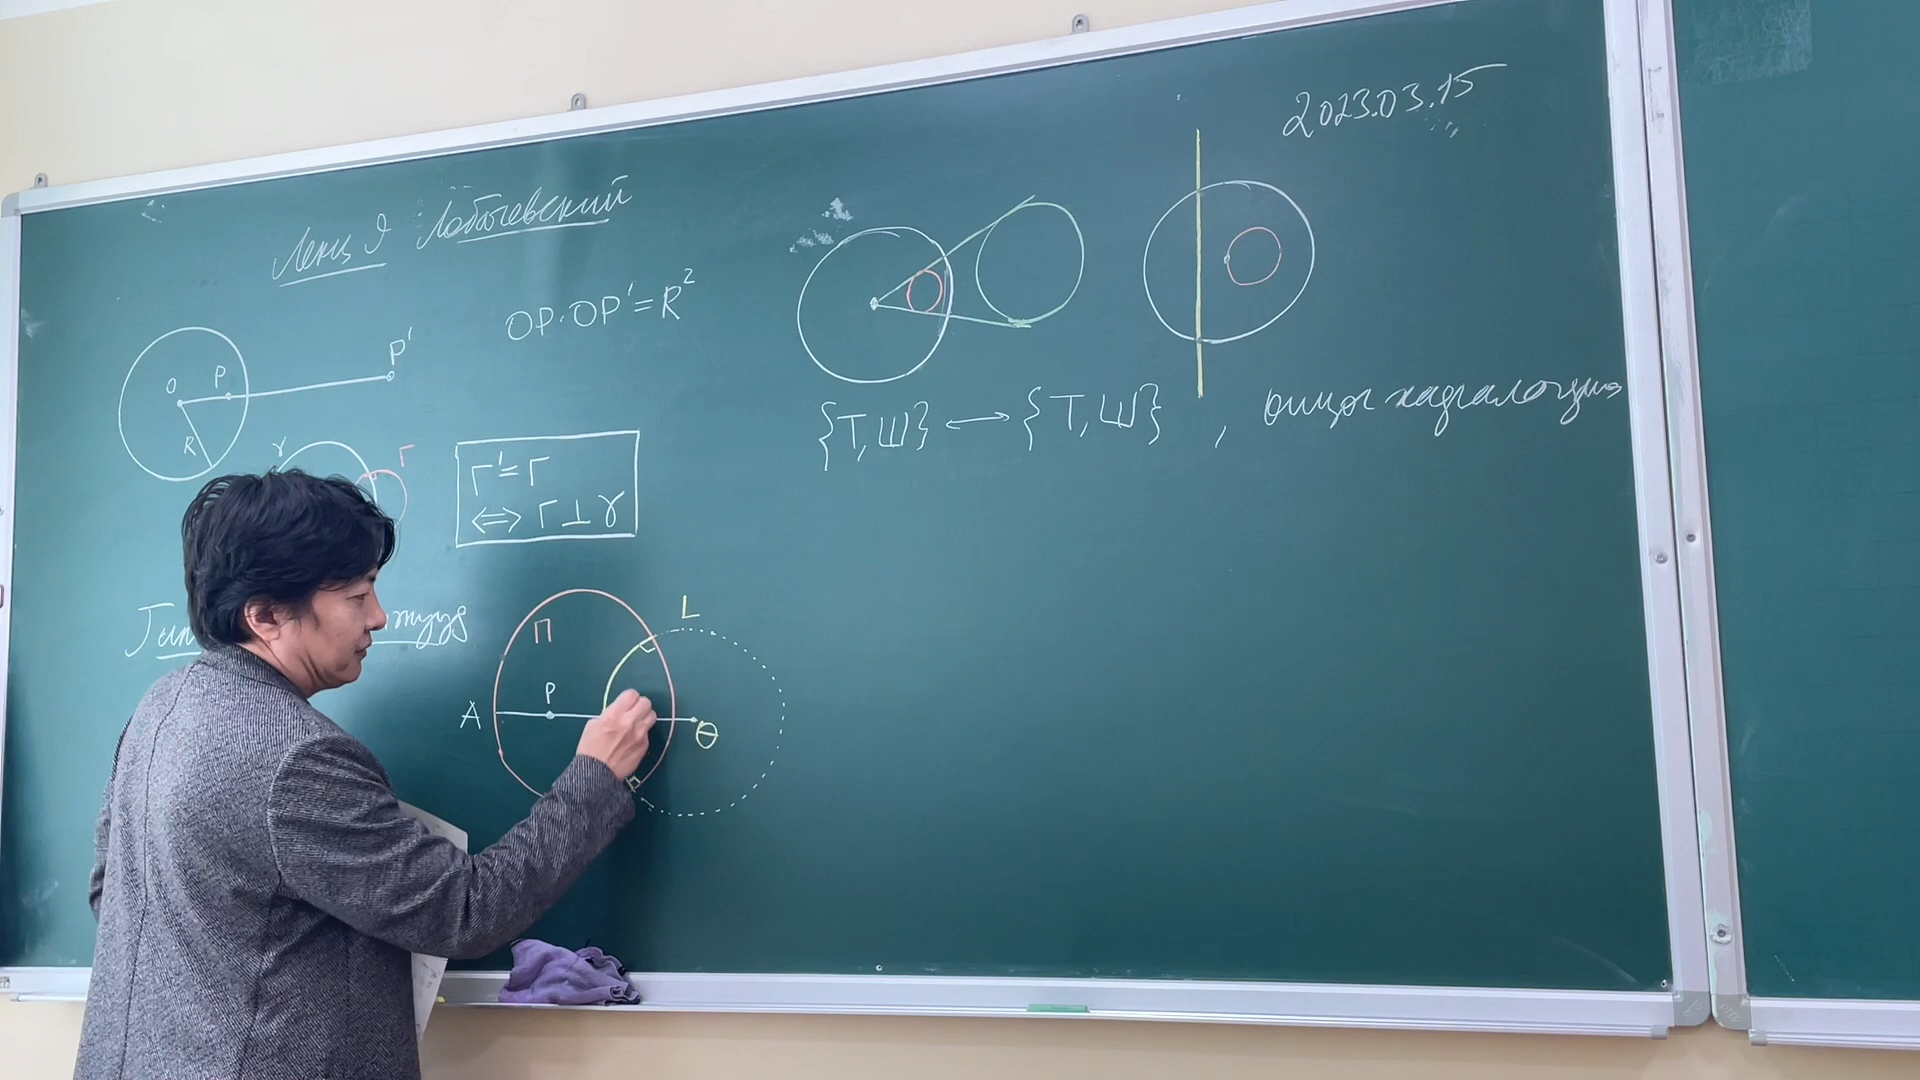 2023.03.15
Лекц 9 Лобачевский
OP·OP'=R²
O P P'
R
γ Γ
{Т,Ш} ⟷ {Т,Ш} ,
Γ'=Γ
⟺ Γ⊥γ
L
П
P
A
Θ